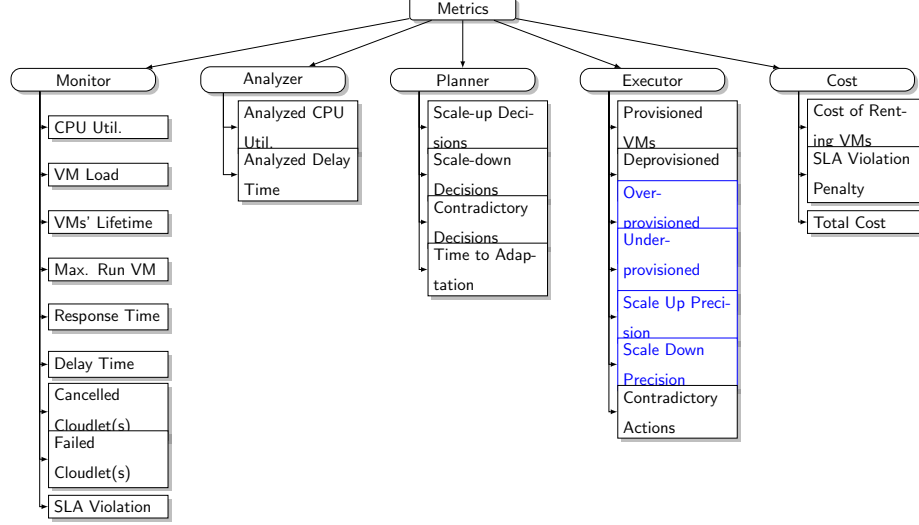 Metrics
Monitor
CPU Util.
VM Load
VMs' Lifetime
Max. Run VM
Response Time
Delay Time
Cancelled
Cloudlet(s)
Failed
Cloudlet(s)
SLA Violation
Analyzer
Analyzed CPU
Util.
Analyzed Delay
Time
Planner
Scale-up Deci-
sions
Scale-down
Decisions
Contradictory
Decisions
Time to Adap-
tation
Executor
Provisioned
VMs
Deprovisioned
Over-
provisioned
Under-
provisioned
Scale Up Preci-
sion
Scale Down
Precision
Contradictory
Actions
Cost
Cost of Rent-
ing VMs
SLA Violation
Penalty
Total Cost